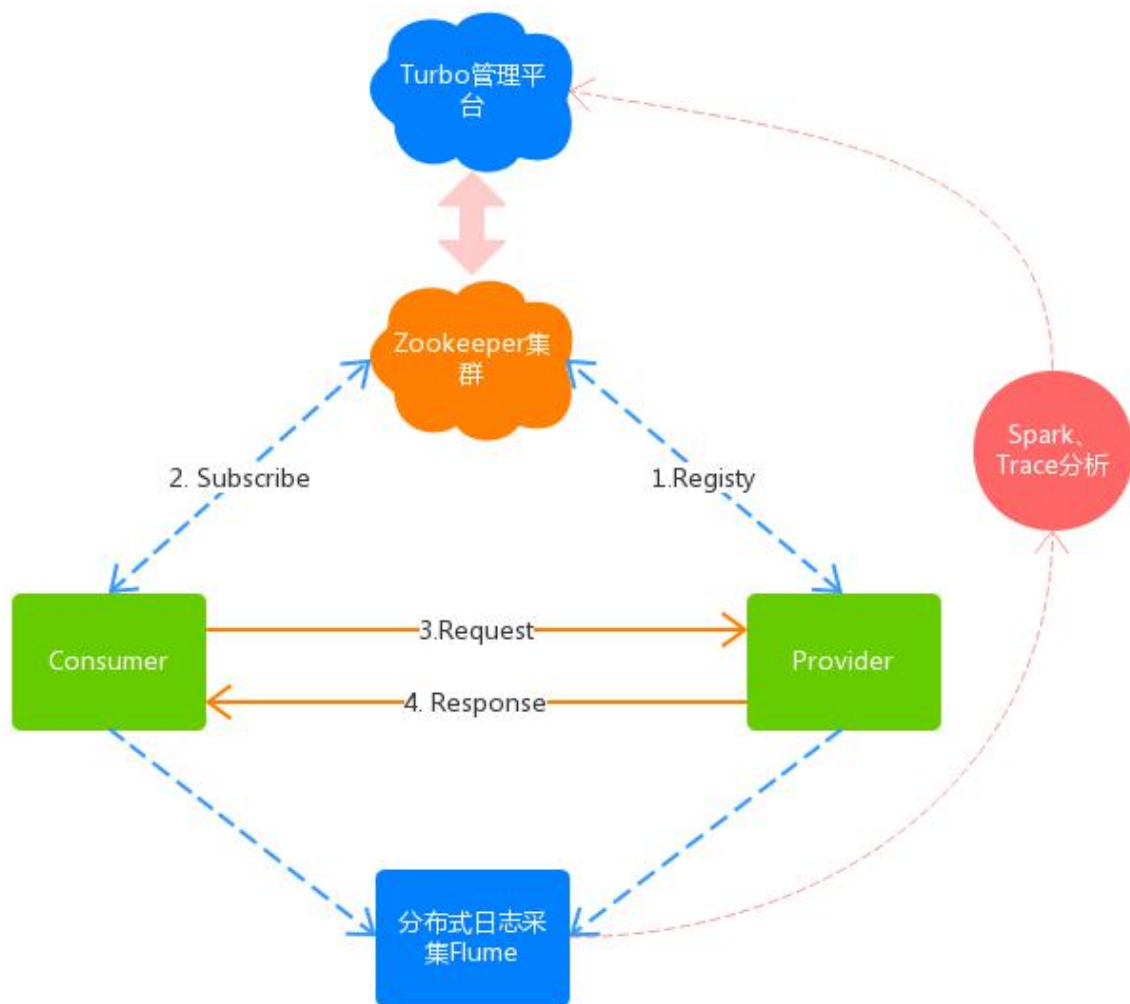 Turbo管理平
台
Zookeeper集
群
Spark、
Trace分析
2. Subscribe
1.Registy
3.Request
Consumer
Provider
4. Response
分布式日志采
集Flume